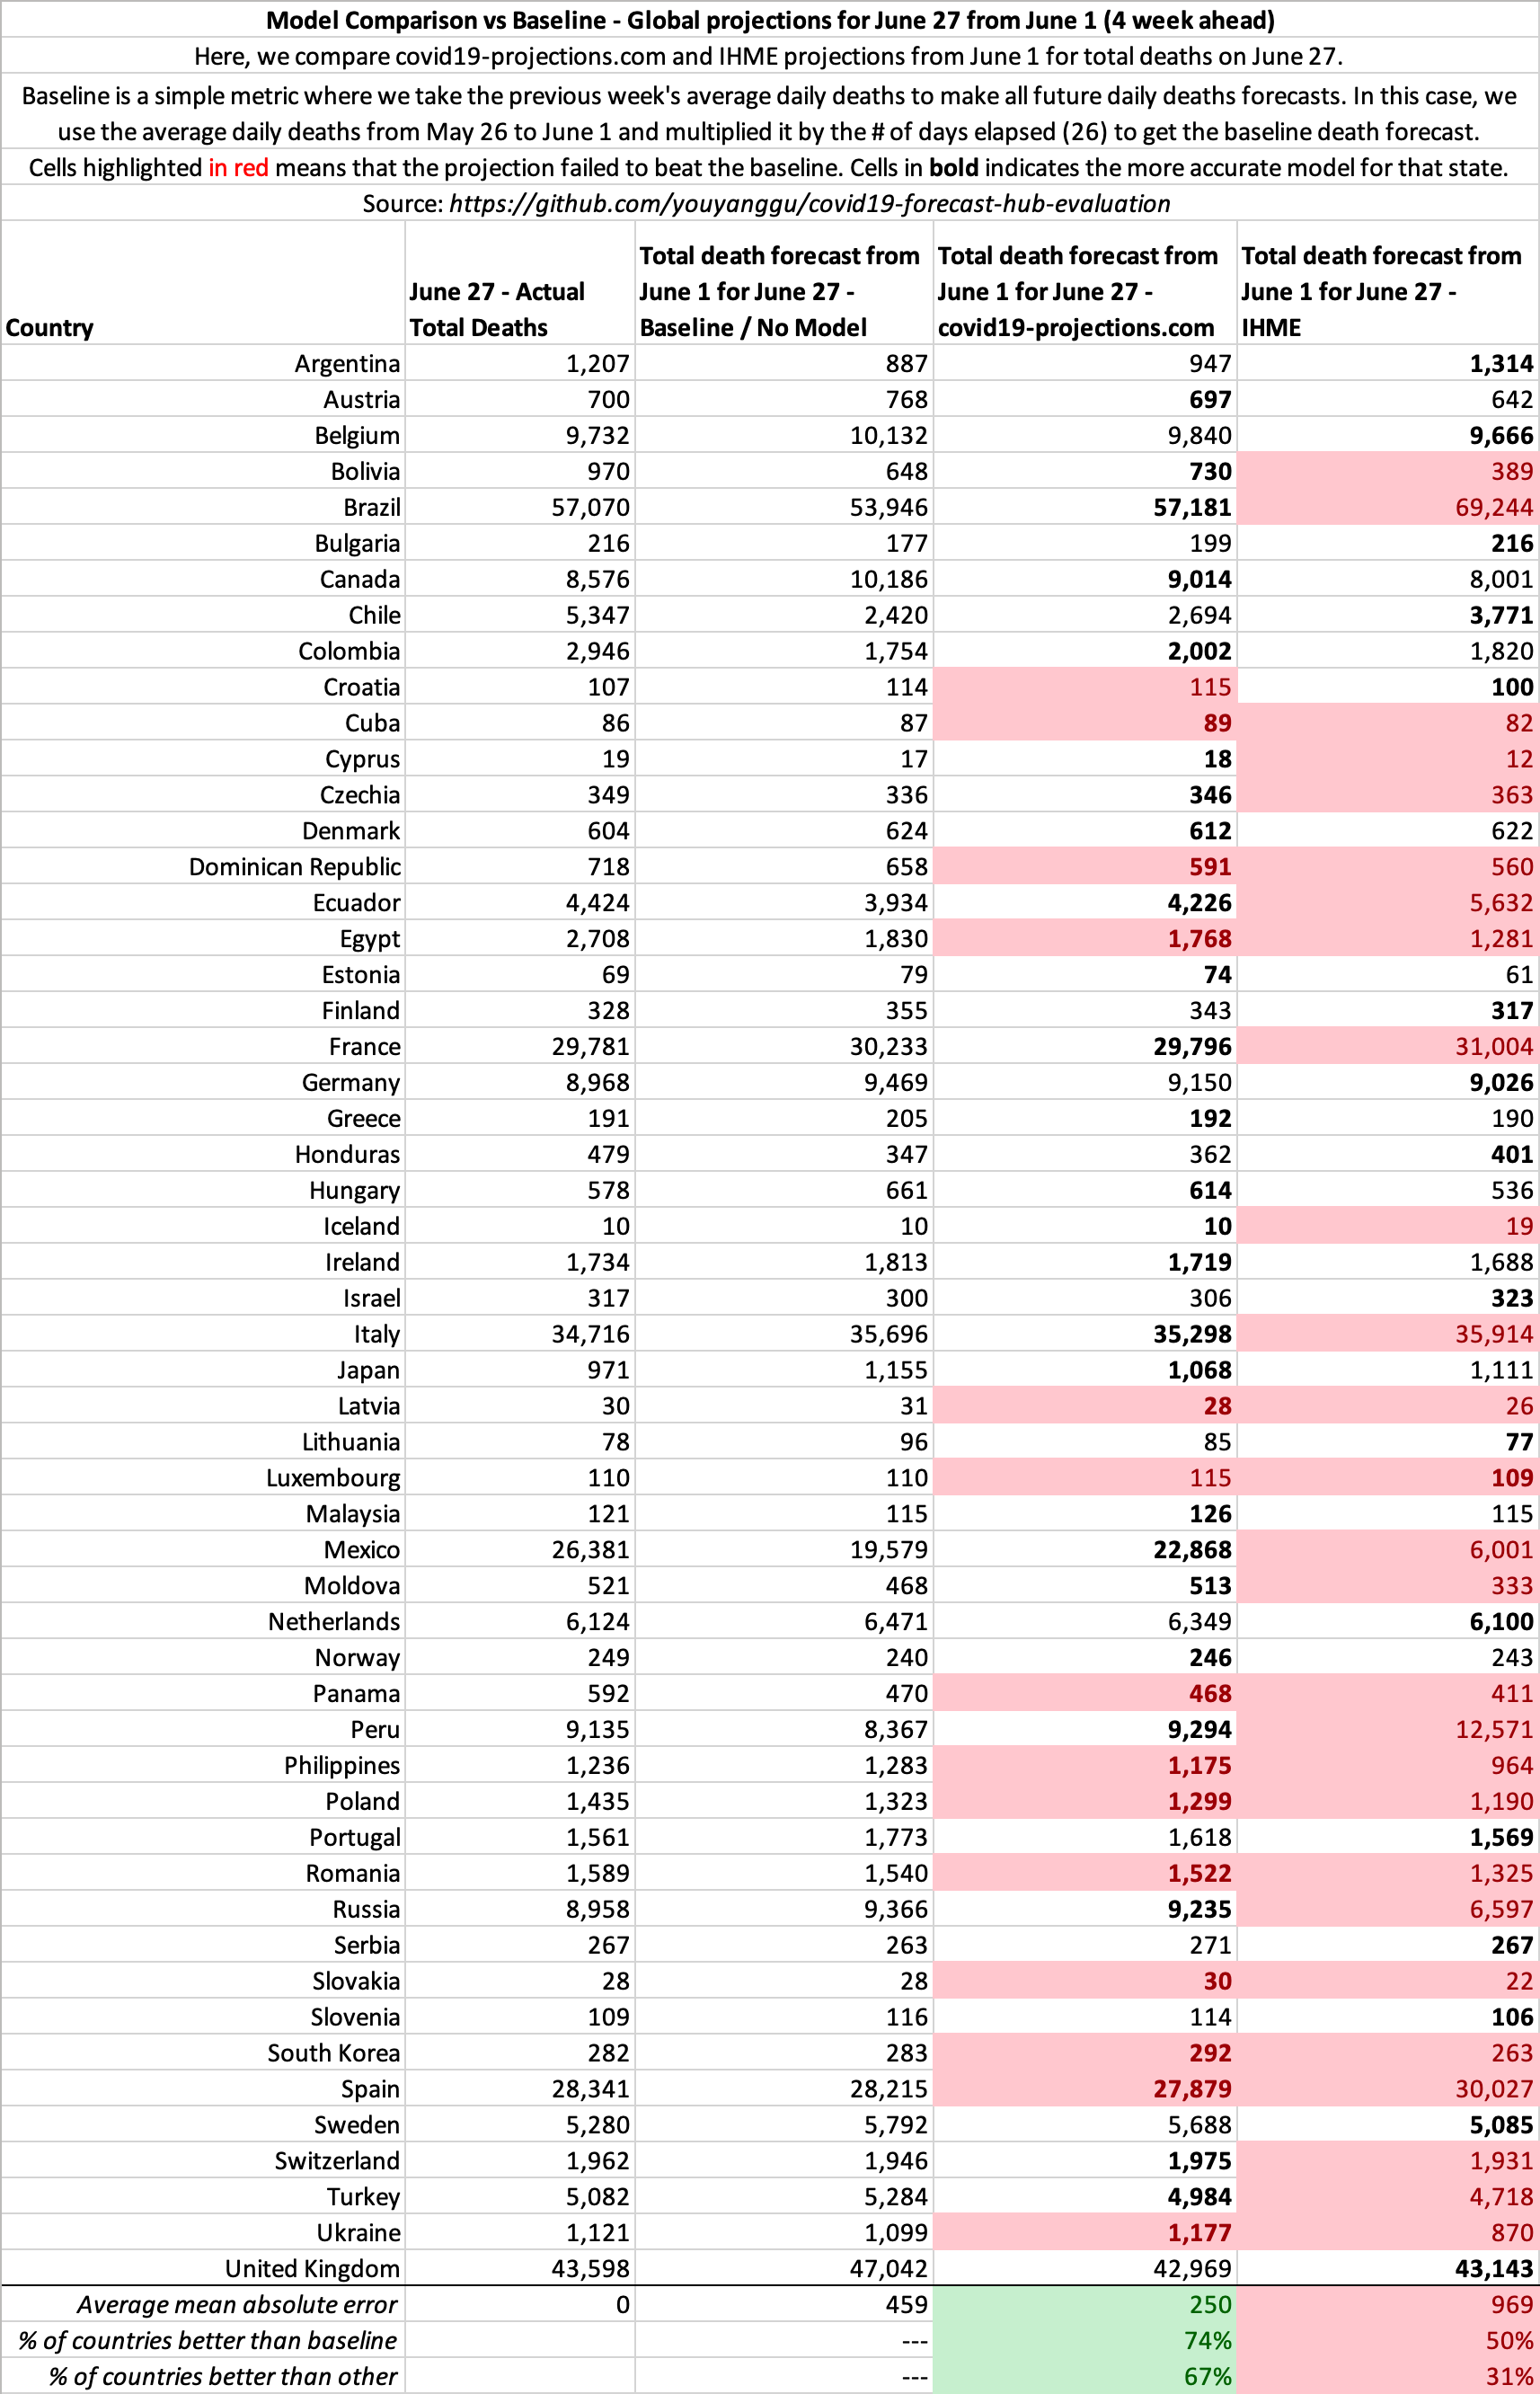 Model Comparison vs Baseline - Global projections for June 27 from June 1 (4 week ahead)
Here, we compare covid19-projections.com and IHME projections from June 1 for total deaths on June 27.
Baseline is a simple metric where we take the previous week's average daily deaths to make all future daily deaths forecasts. In this case, we
use the average daily deaths from May 26 to June 1 and multiplied it by the # of days elapsed (26) to get the baseline death forecast.
Cells highlighted in red means that the projection failed to beat the baseline. Cells in bold indicates the more accurate model for that state.
Source: https://github.com/youyanggu/covid19-forecast-hub-evaluation
Total death forecast from Total death forecast from Total death forecast from
June 27 - Actual June 1 for June 27 - June 1 for June 27 - June 1 for June 27 -
Country Total Deaths Baseline / No Model covid19-projections.com IHME
Argentina 1,207 887 947 1,314
Austria 700 768 697 642
Belgium 9,732 10,132 9,840 9,666
Bolivia 970 648 730 389
Brazil 57,070 53,946 57,181 69,244
Bulgaria 216 177 199 216
Canada 8,576 10,186 9,014 8,001
Chile 5,347 2,420 2,694 3,771
Colombia 2,946 1,754 2,002 1,820
Croatia 107 114 115 100
Cuba 86 87 89 82
Cyprus 19 17 18 12
Czechia 349 336 346 363
Denmark 604 624 612 622
Dominican Republic 718 658 591 560
Ecuador 4,424 3,934 4,226 5,632
Egypt 2,708 1,830 1,768 1,281
Estonia 69 79 74 61
Finland 328 355 343 317
France 29,781 30,233 29,796 31,004
Germany 8,968 9,469 9,150 9,026
Greece 191 205 192 190
Honduras 479 347 362 401
Hungary 578 661 614 536
Iceland 10 10 10 19
Ireland 1,734 1,813 1,719 1,688
Israel 317 300 306 323
Italy 34,716 35,696 35,298 35,914
Japan 971 1,155 1,068 1,111
Latvia 30 31 28 26
Lithuania 78 96 85 77
Luxembourg 110 110 115 109
Malaysia 121 115 126 115
Mexico 26,381 19,579 22,868 6,001
Moldova 521 468 513 333
Netherlands 6,124 6,471 6,349 6,100
Norway 249 240 246 243
Panama 592 470 468 411
Peru 9,135 8,367 9,294 12,571
Philippines 1,236 1,283 1,175 964
Poland 1,435 1,323 1,299 1,190
Portugal 1,561 1,773 1,618 1,569
Romania 1,589 1,540 1,522 1,325
Russia 8,958 9,366 9,235 6,597
Serbia 267 263 271 267
Slovakia 28 28 30 22
Slovenia 109 116 114 106
South Korea 282 283 292 263
Spain 28,341 28,215 27,879 30,027
Sweden 5,280 5,792 5,688 5,085
Switzerland 1,962 1,946 1,975 1,931
Turkey 5,082 5,284 4,984 4,718
Ukraine 1,121 1,099 1,177 870
United Kingdom 43,598 47,042 42,969 43,143
Average mean absolute error 0 459 250 969
% of countries better than baseline --- 74% 50%
% of countries better than other --- 67% 31%